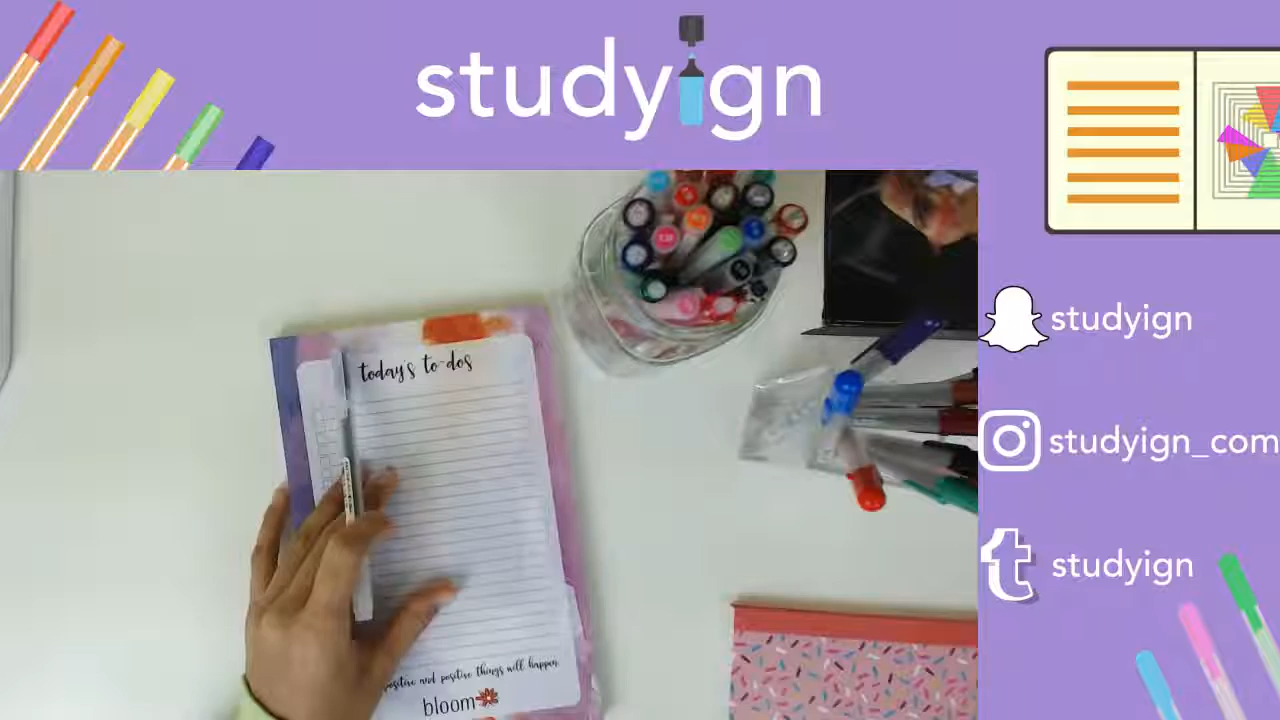 studyign
today's to-dos
positive and positive things will happen.
bloom
studyign
studyign_com
studyign